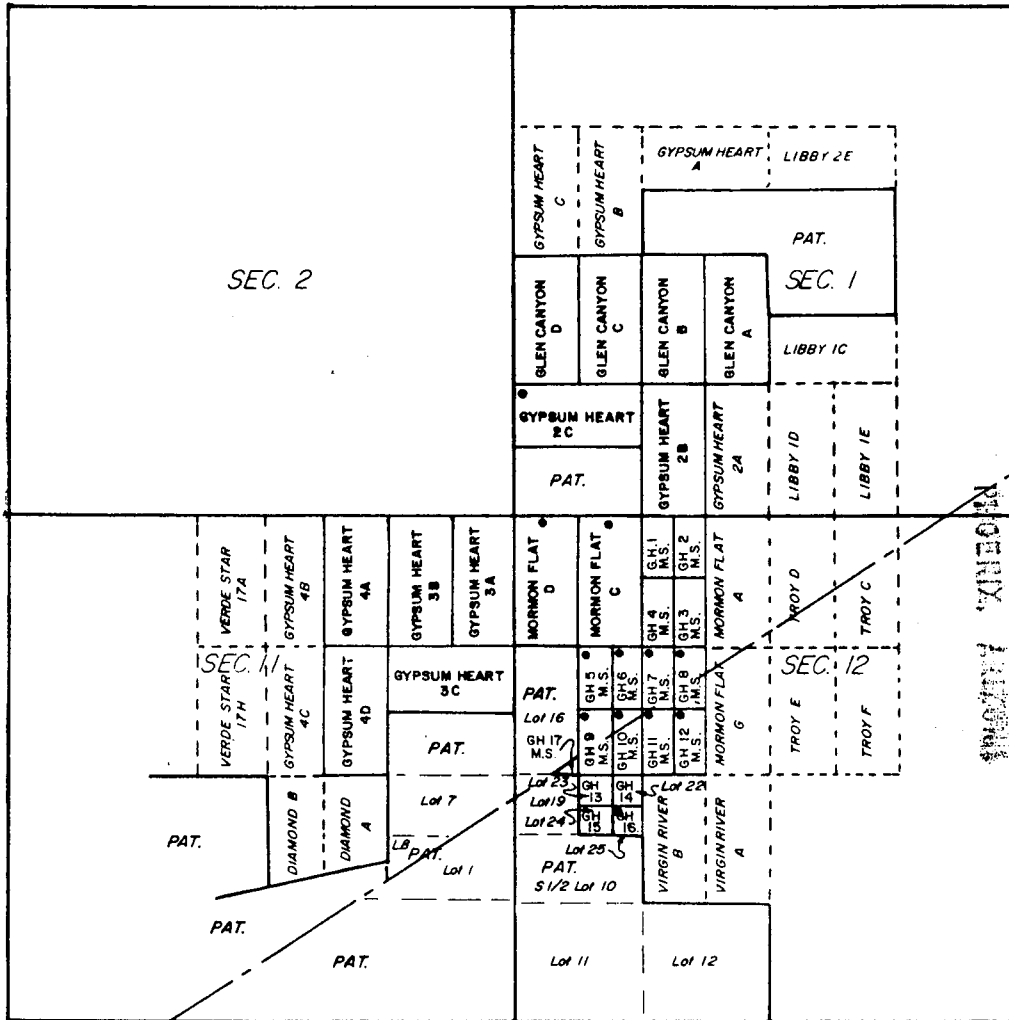 GYPSUM HEART
C
GYPSUM HEART
B
GYPSUM HEART
A
LIBBY 2E
PAT.
SEC. 2
SEC. 1
GLEN CANYON
D
GLEN CANYON
C
GLEN CANYON
B
GLEN CANYON
A
LIBBY 1C
GYPSUM HEART
2C
PAT.
GYPSUM HEART
2B
GYPSUM HEART
2A
LIBBY 1D
LIBBY 1E
VERDE STAR
17A
GYPSUM HEART
4B
GYPSUM HEART
4A
GYPSUM HEART
3B
GYPSUM HEART
3A
MORMON FLAT
D
MORMON FLAT
C
G.H. 1
M.S.
GH 2
M.S.
GH 4
M.S.
GH 3
M.S.
MORMON FLAT
A
TROY D
TROY C
SEC. 11
SEC. 12
VERDE STAR
17H
GYPSUM HEART
4C
GYPSUM HEART
4D
GYPSUM HEART
3C
PAT.
PAT.
Lot 16
GH 17
M.S.
GH 5
M.S.
GH 6
M.S.
GH 7
M.S.
GH 8
M.S.
GH 9
M.S.
GH 10
M.S.
GH 11
M.S.
GH 12
M.S.
MORMON FLAT
G
TROY E
TROY F
PAT.
DIAMOND B
DIAMOND
A
Lot 7
Lot 23
Lot 19
Lot 24
GH
13
GH
14
Lot 22
GH
15
GH
16
Lot 25
L8
PAT.
Lot 1
PAT.
S 1/2 Lot 10
VIRGIN RIVER
B
VIRGIN RIVER
A
PAT.
PAT.
Lot 11
Lot 12